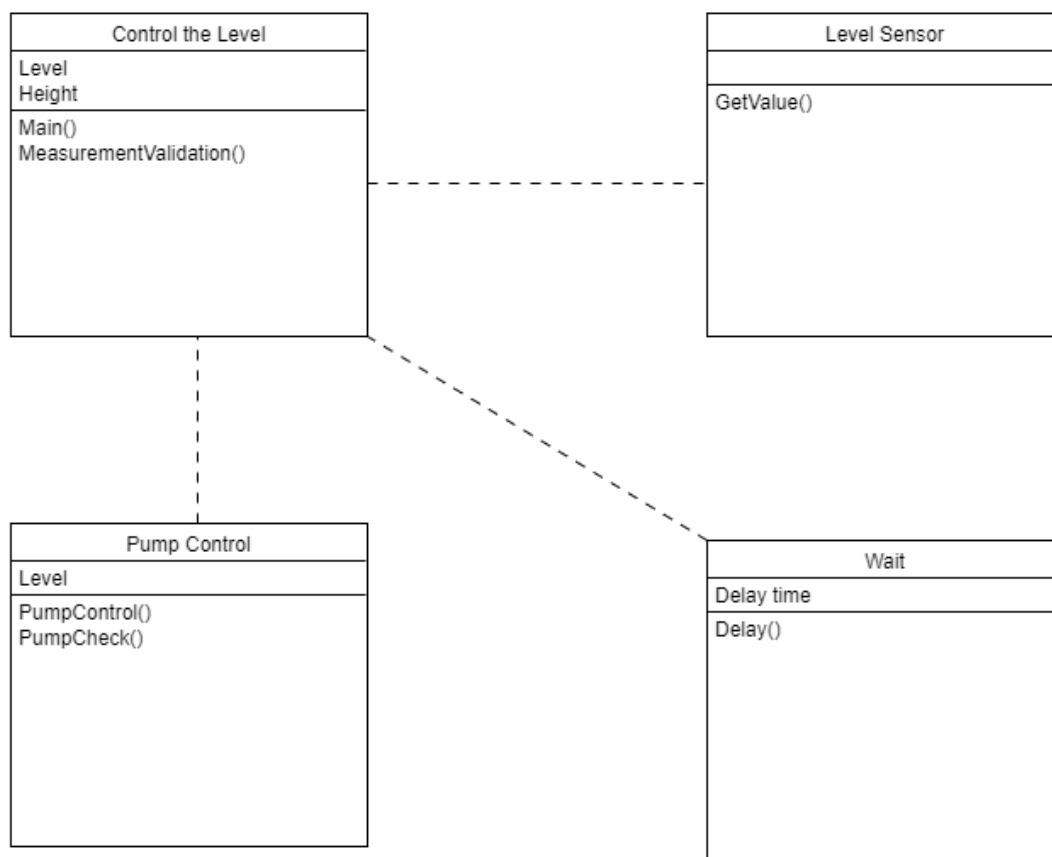 Control the Level
Level
Height
Main()
MeasurementValidation()
Level Sensor
GetValue()
Pump Control
Level
PumpControl()
PumpCheck()
Wait
Delay time
Delay()